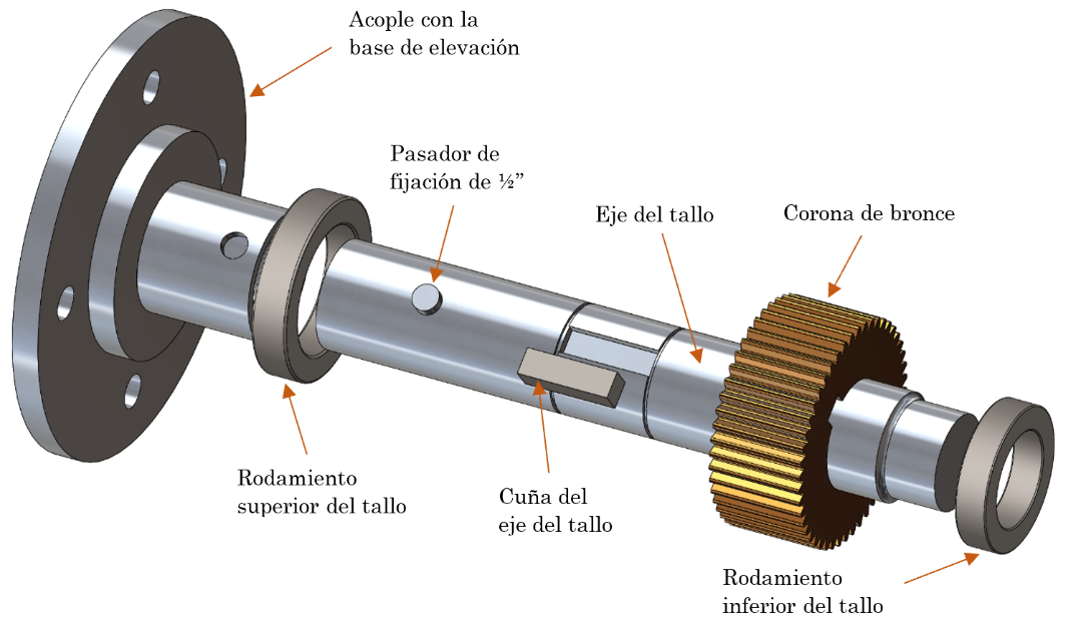 Acople con la
base de elevación
Pasador de
fijación de ½”
Eje del tallo
Corona de bronce
Rodamiento
superior del tallo
Cuña del
eje del tallo
Rodamiento
inferior del tallo